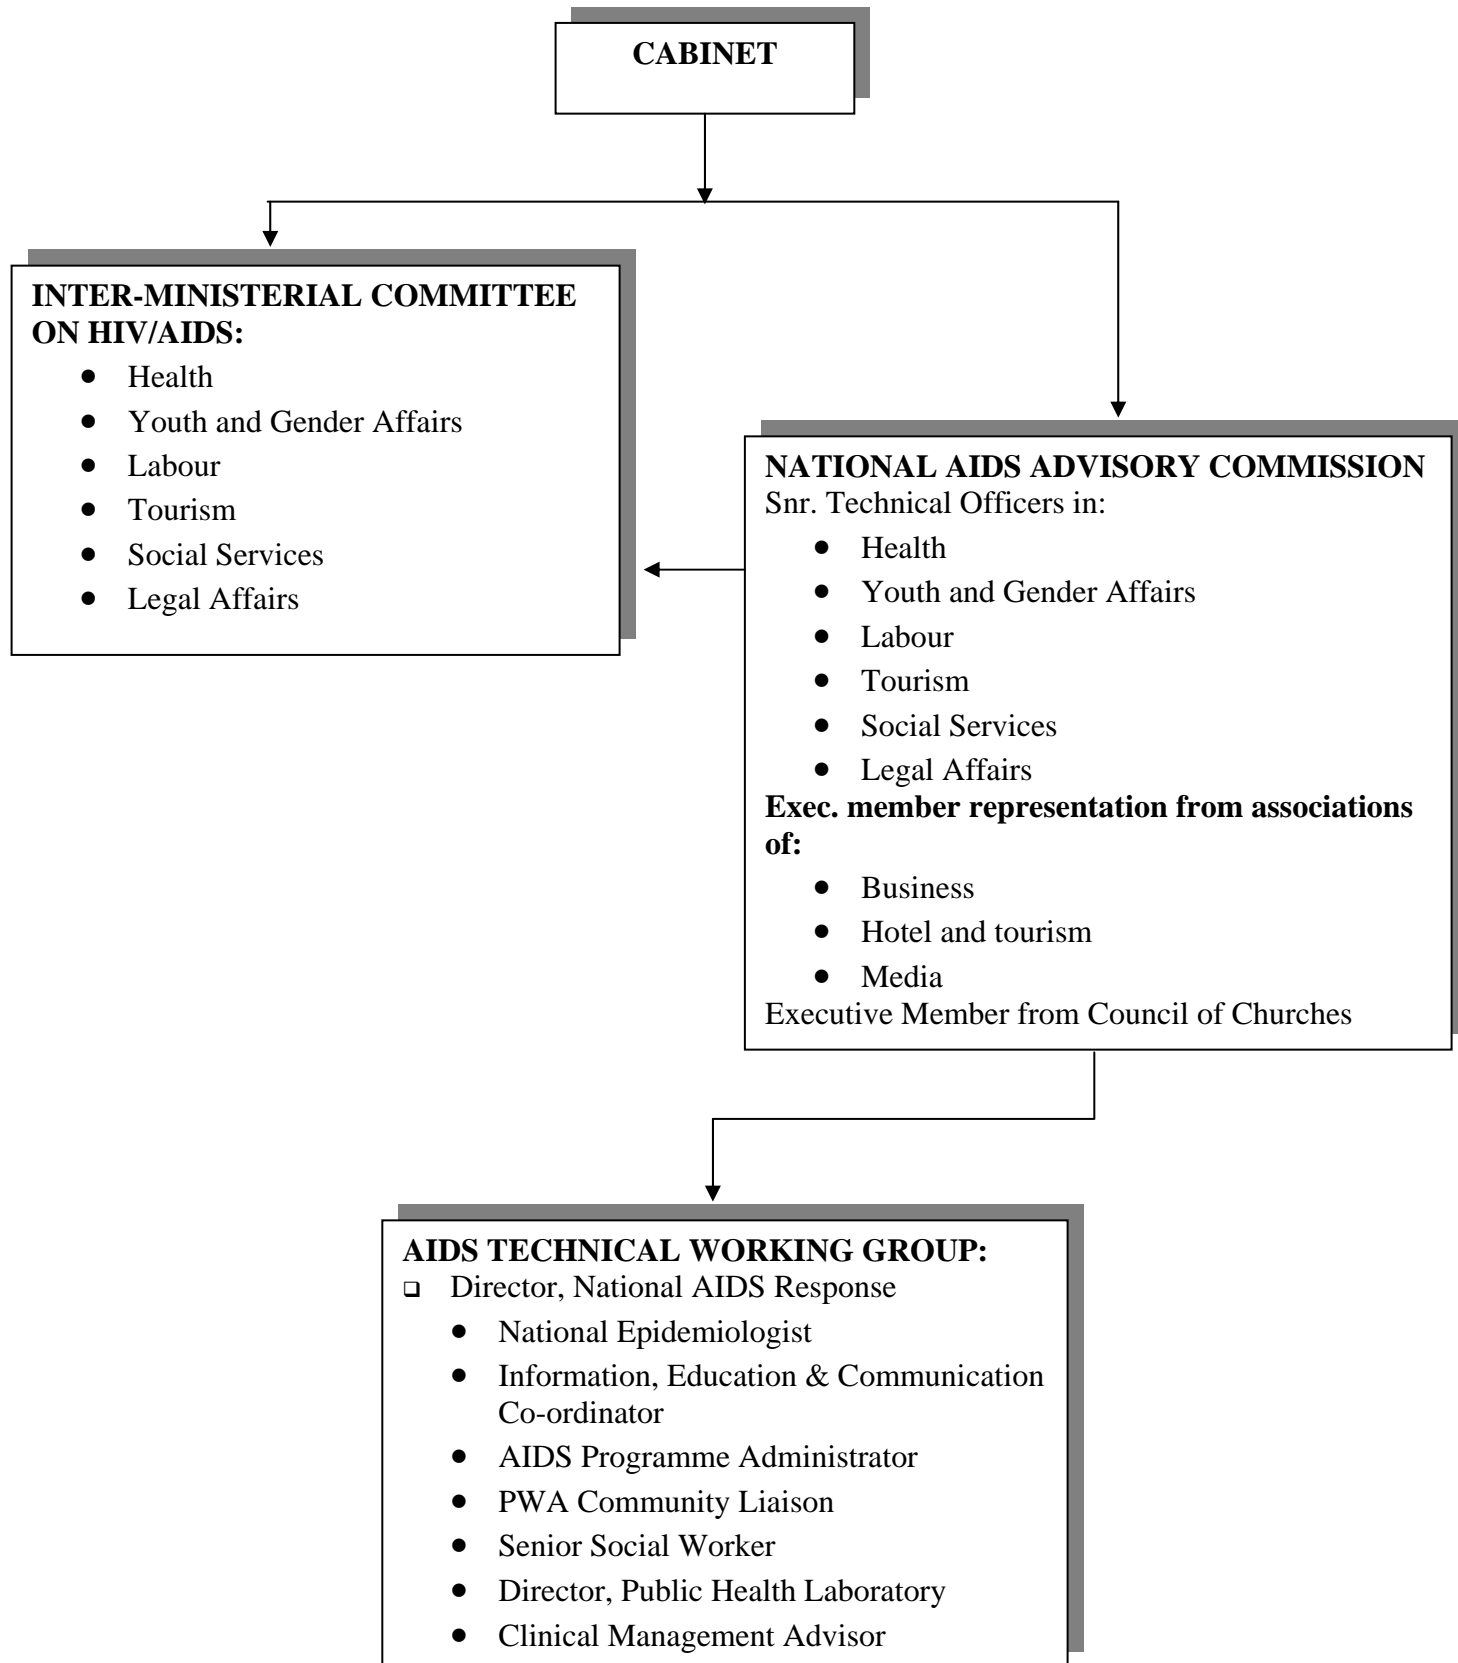 CABINET
INTER-MINISTERIAL COMMITTEE
ON HIV/AIDS:
● Health
● Youth and Gender Affairs
● Labour
● Tourism
● Social Services
● Legal Affairs
NATIONAL AIDS ADVISORY COMMISSION
Snr. Technical Officers in:
● Health
● Youth and Gender Affairs
● Labour
● Tourism
● Social Services
● Legal Affairs
Exec. member representation from associations
of:
● Business
● Hotel and tourism
● Media
Executive Member from Council of Churches
AIDS TECHNICAL WORKING GROUP:
❑ Director, National AIDS Response
● National Epidemiologist
● Information, Education & Communication
Co-ordinator
● AIDS Programme Administrator
● PWA Community Liaison
● Senior Social Worker
● Director, Public Health Laboratory
● Clinical Management Advisor